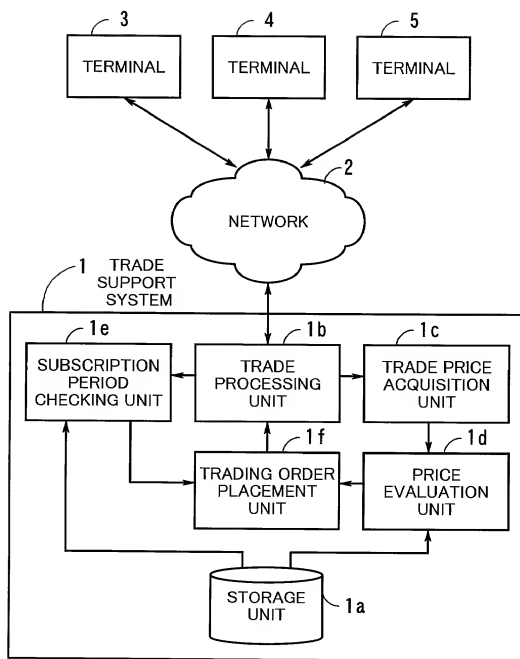 3
4
5
TERMINAL
TERMINAL
TERMINAL
2
NETWORK
1
TRADE
SUPPORT
SYSTEM
1e
1b
1c
SUBSCRIPTION
PERIOD
CHECKING UNIT
TRADE
PROCESSING
UNIT
TRADE PRICE
ACQUISITION
UNIT
1f
1d
TRADING ORDER
PLACEMENT
UNIT
PRICE
EVALUATION
UNIT
STORAGE
UNIT
1a